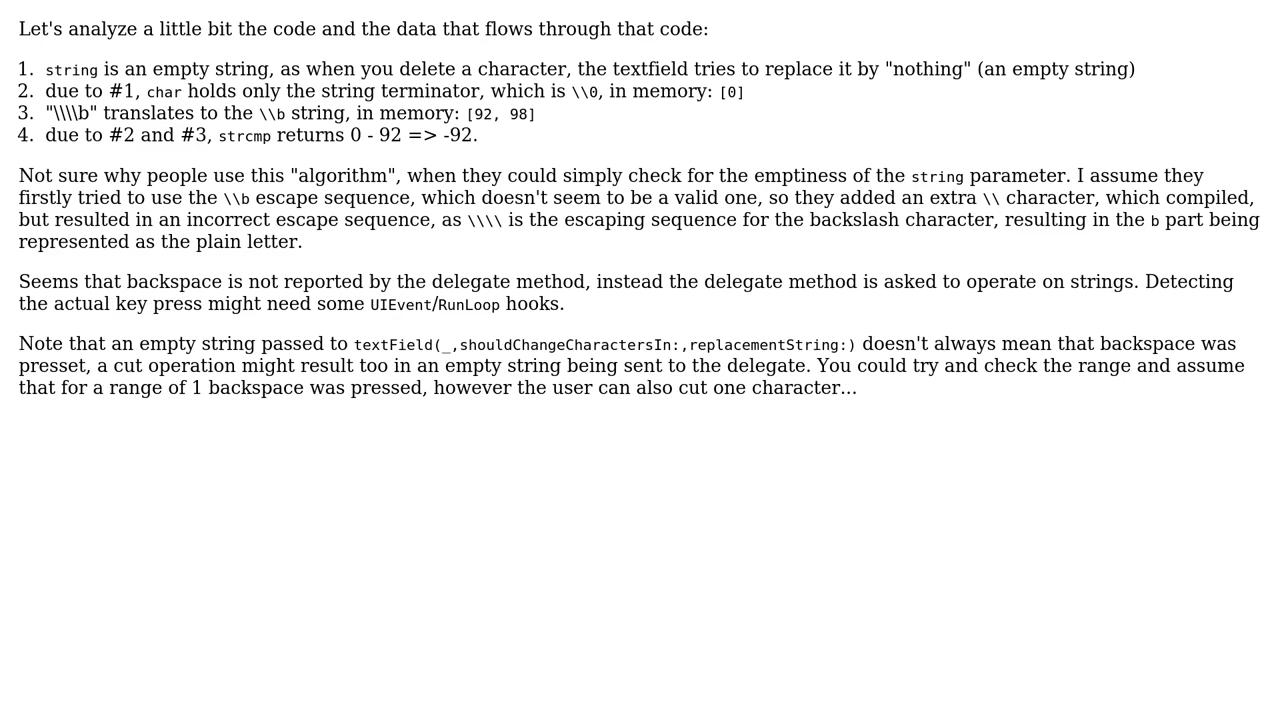 Let's analyze a little bit the code and the data that flows through that code:
1. string is an empty string, as when you delete a character, the textfield tries to replace it by "nothing" (an empty string)
2. due to #1, char holds only the string terminator, which is \\0, in memory: [0]
3. "\\\\b" translates to the \\b string, in memory: [92, 98]
4. due to #2 and #3, strcmp returns 0 - 92 => -92.
Not sure why people use this "algorithm", when they could simply check for the emptiness of the string parameter. I assume they
firstly tried to use the \\b escape sequence, which doesn't seem to be a valid one, so they added an extra \\ character, which compiled,
but resulted in an incorrect escape sequence, as \\\\ is the escaping sequence for the backslash character, resulting in the b part being
represented as the plain letter.
Seems that backspace is not reported by the delegate method, instead the delegate method is asked to operate on strings. Detecting
the actual key press might need some UIEvent/RunLoop hooks.
Note that an empty string passed to textField(_,shouldChangeCharactersIn:,replacementString:) doesn't always mean that backspace was
presset, a cut operation might result too in an empty string being sent to the delegate. You could try and check the range and assume
that for a range of 1 backspace was pressed, however the user can also cut one character...